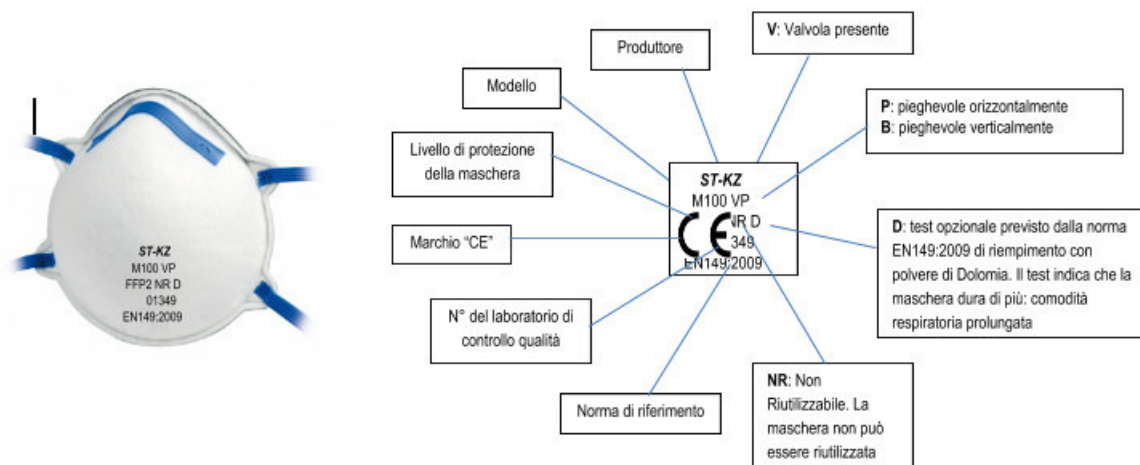 ST-KZ
M100 VP
FFP2 NR D
01349
EN149:2009
Produttore
V: Valvola presente
Modello
P: pieghevole orizzontalmente
B: pieghevole verticalmente
Livello di protezione
della maschera
ST-KZ
M100 VP
NR D
349
EN149:2009
Marchio “CE”
CE
D: test opzionale previsto dalla norma
EN149:2009 di riempimento con
polvere di Dolomia. Il test indica che la
maschera dura di più: comodità
respiratoria prolungata
N° del laboratorio di
controllo qualità
Norma di riferimento
NR: Non
Riutilizzabile. La
maschera non può
essere riutilizzata